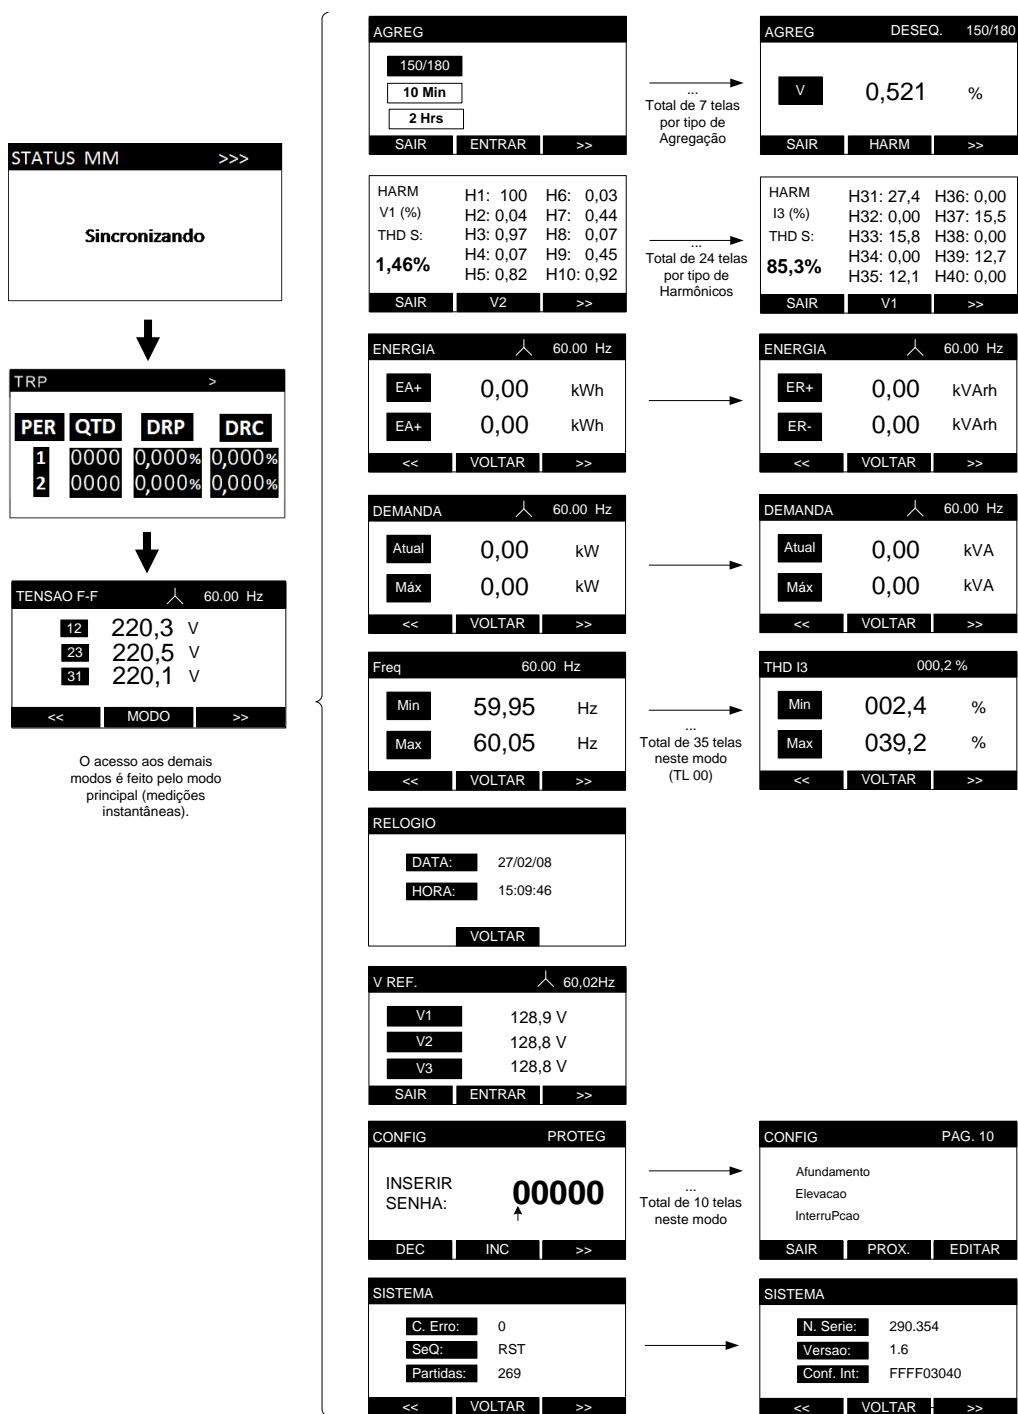 STATUS MM >>>
Sincronizando
TRP >
PER QTD DRP DRC
1 0000 0,000% 0,000%
2 0000 0,000% 0,000%
TENSAO F-F 60.00 Hz
12 220,3 V
23 220,5 V
31 220,1 V
<< MODO >>
O acesso aos demais
modos é feito pelo modo
principal (medições
instantâneas).
AGREG
150/180
10 Min
2 Hrs
SAIR ENTRAR >>
...
Total de 7 telas
por tipo de
Agregação
AGREG DESEQ. 150/180
V 0,521 %
SAIR HARM >>
HARM
V1 (%)
THD S:
1,46%
H1: 100 H6: 0,03
H2: 0,04 H7: 0,44
H3: 0,97 H8: 0,07
H4: 0,07 H9: 0,45
H5: 0,82 H10: 0,92
SAIR V2 >>
...
Total de 24 telas
por tipo de
Harmônicos
HARM
I3 (%)
THD S:
85,3%
H31: 27,4 H36: 0,00
H32: 0,00 H37: 15,5
H33: 15,8 H38: 0,00
H34: 0,00 H39: 12,7
H35: 12,1 H40: 0,00
SAIR V1 >>
ENERGIA 60.00 Hz
EA+ 0,00 kWh
EA+ 0,00 kWh
<< VOLTAR >>
ENERGIA 60.00 Hz
ER+ 0,00 kVArh
ER- 0,00 kVArh
<< VOLTAR >>
DEMANDA 60.00 Hz
Atual 0,00 kW
Máx 0,00 kW
<< VOLTAR >>
DEMANDA 60.00 Hz
Atual 0,00 kVA
Máx 0,00 kVA
<< VOLTAR >>
Freq 60.00 Hz
Min 59,95 Hz
Max 60,05 Hz
<< VOLTAR >>
...
Total de 35 telas
neste modo
(TL 00)
THD I3 000,2 %
Min 002,4 %
Max 039,2 %
<< VOLTAR >>
RELOGIO
DATA: 27/02/08
HORA: 15:09:46
VOLTAR
V REF. 60,02Hz
V1 128,9 V
V2 128,8 V
V3 128,8 V
SAIR ENTRAR >>
CONFIG PROTEG
INSERIR
SENHA:
00000
DEC INC >>
...
Total de 10 telas
neste modo
CONFIG PAG. 10
Afundamento
Elevacao
InterruPcao
SAIR PROX. EDITAR
SISTEMA
C. Erro: 0
SeQ: RST
Partidas: 269
<< VOLTAR >>
SISTEMA
N. Serie: 290.354
Versao: 1.6
Conf. Int: FFFF03040
<< VOLTAR >>